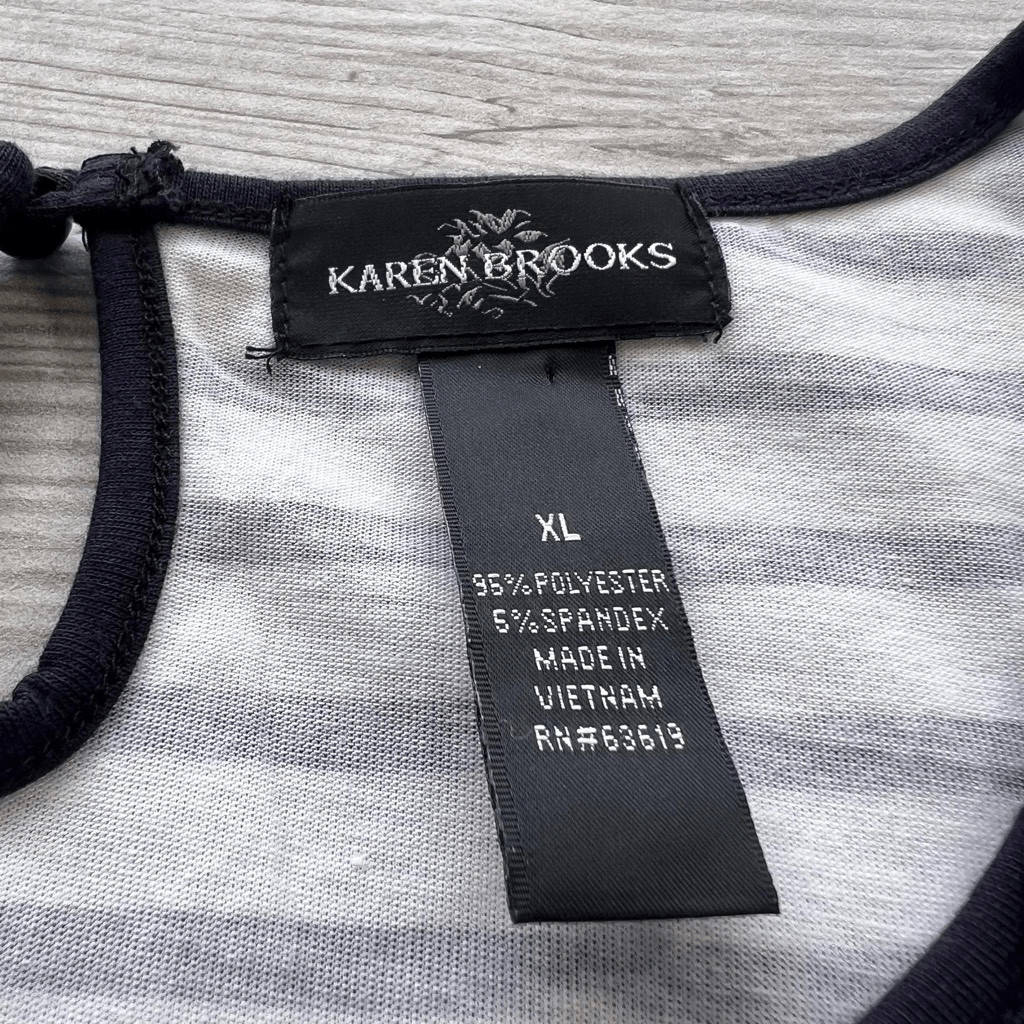 KAREN BROOKS
XL
95%POLYESTER
5%SPANDEX
MADE IN
VIETNAM
RN#63619